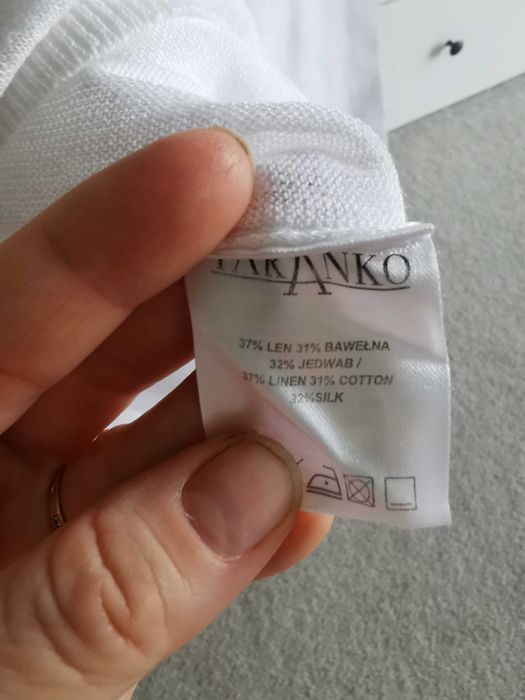 TARANKO
37% LEN 31% BAWEŁNA
32% JEDWAB /
37% LINEN 31% COTTON
32%SILK